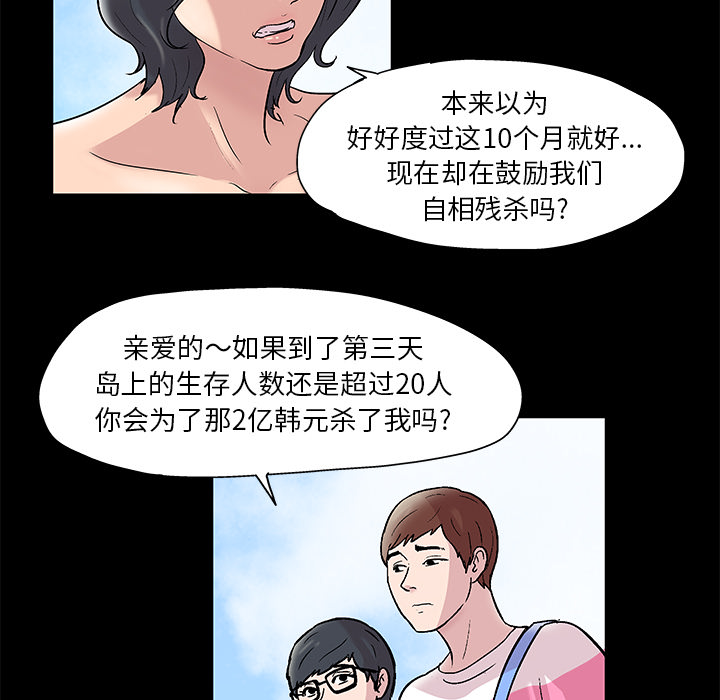 本来以为
好好度过这10个月就好...
现在却在鼓励我们
自相残杀吗?
亲爱的～如果到了第三天
岛上的生存人数还是超过20人
你会为了那2亿韩元杀了我吗?